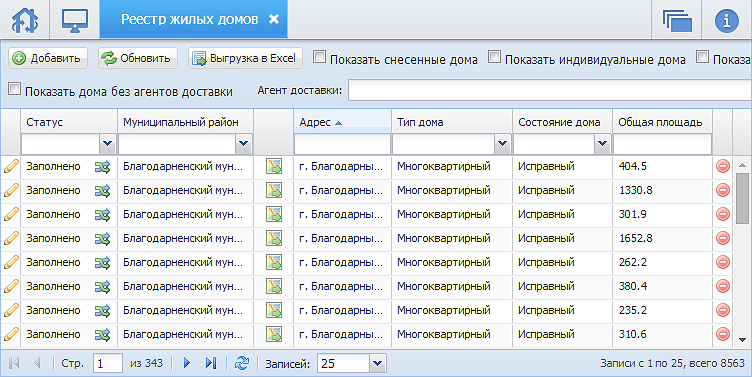 Реестр жилых домов
Добавить Обновить Выгрузка в Excel Показать снесенные дома Показать индивидуальные дома Показа
Показать дома без агентов доставки Агент доставки:
Статус Муниципальный район Адрес Тип дома Состояние дома Общая площадь
Заполнено Благодарненский мун... г. Благодарны... Многоквартирный Исправный 404.5
Заполнено Благодарненский мун... г. Благодарны... Многоквартирный Исправный 1330.8
Заполнено Благодарненский мун... г. Благодарны... Многоквартирный Исправный 301.9
Заполнено Благодарненский мун... г. Благодарны... Многоквартирный Исправный 1652.8
Заполнено Благодарненский мун... г. Благодарны... Многоквартирный Исправный 262.2
Заполнено Благодарненский мун... г. Благодарны... Многоквартирный Исправный 380.4
Заполнено Благодарненский мун... г. Благодарны... Многоквартирный Исправный 235.2
Заполнено Благодарненский мун... г. Благодарны... Многоквартирный Исправный 310.6
Стр. 1 из 343 Записей: 25 Записи с 1 по 25, всего 8563